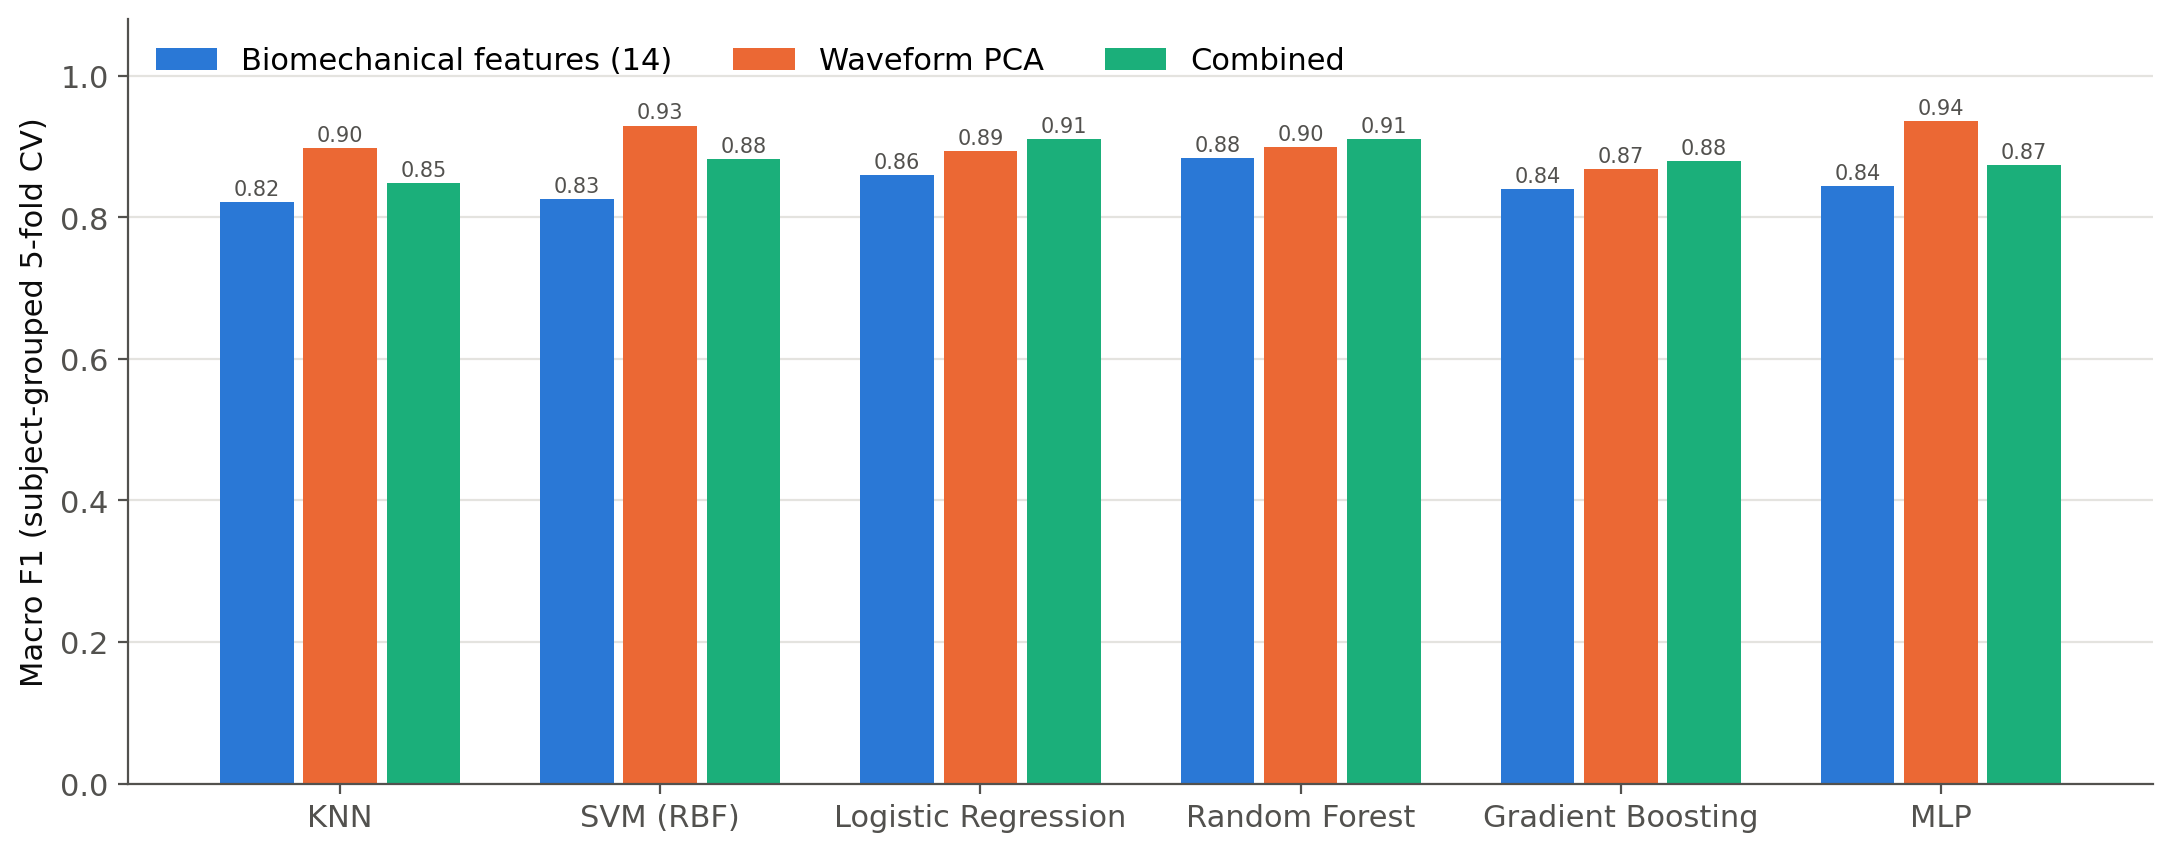 Biomechanical features (14) Waveform PCA Combined
Macro F1 (subject-grouped 5-fold CV)
1.0
0.8
0.6
0.4
0.2
0.0
0.82 0.90 0.85
0.83 0.93 0.88
0.86 0.89 0.91
0.88 0.90 0.91
0.84 0.87 0.88
0.84 0.94 0.87
KNN SVM (RBF) Logistic Regression Random Forest Gradient Boosting MLP